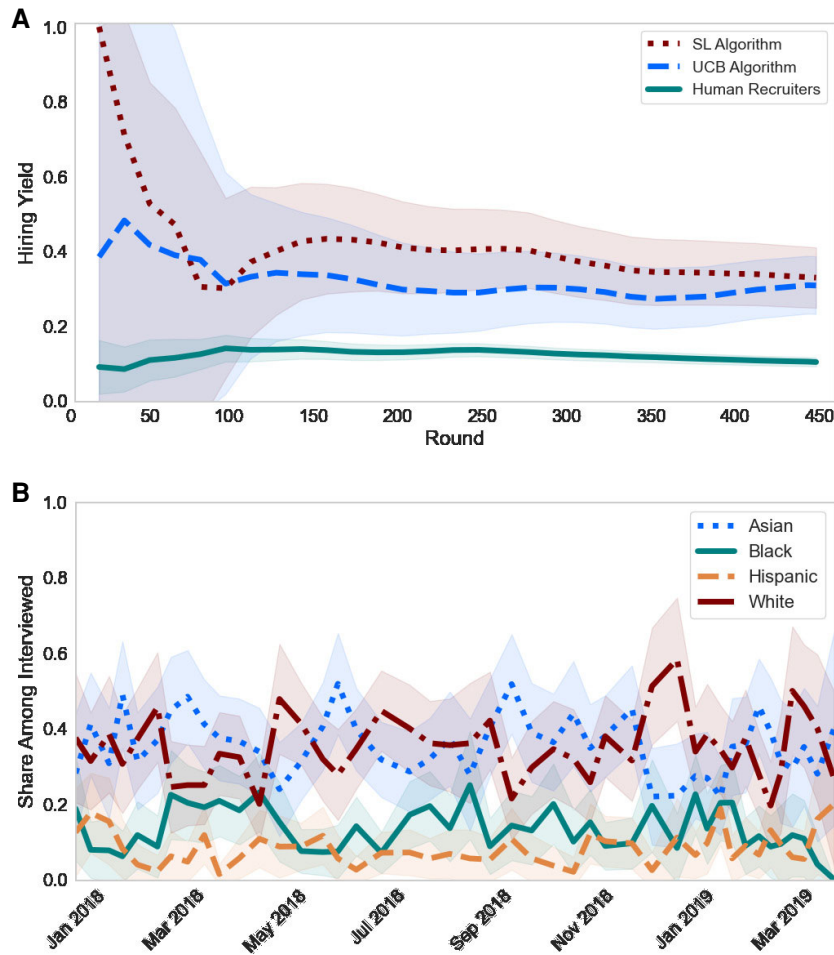 A
1.0
0.8
0.6
0.4
0.2
0.0
Hiring Yield
SL Algorithm
UCB Algorithm
Human Recruiters
0 50 100 150 200 250 300 350 400 450
Round
B
1.0
0.8
0.6
0.4
0.2
0.0
Share Among Interviewed
Asian
Black
Hispanic
White
Jan 2018 Mar 2018 May 2018 Jul 2018 Sep 2018 Nov 2018 Jan 2019 Mar 2019